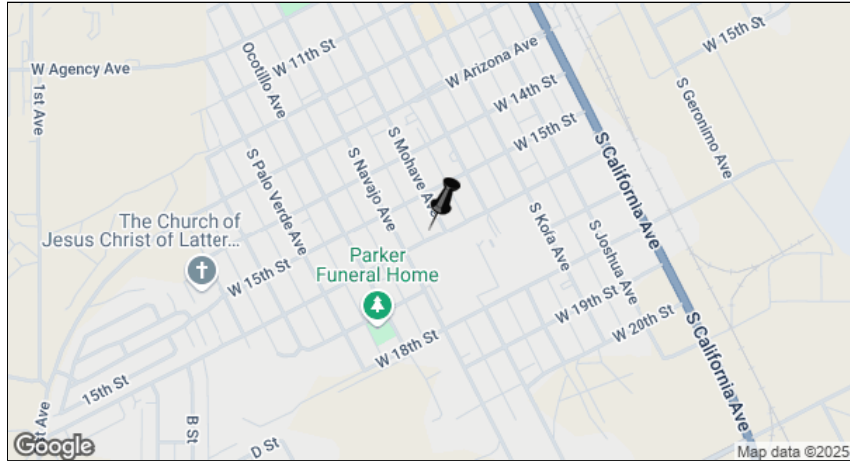 W Agency Ave
1st Ave
Ocotillo Ave
W 11th St
W Arizona Ave
W 14th St
W 15th St
W 15th St
S Geronimo Ave
S California Ave
S Palo Verde Ave
S Navajo Ave
S Mohave Ave
S Kofa Ave
S Joshua Ave
The Church of
Jesus Christ of Latter...
W 15th St
Parker
Funeral Home
W 18th St
W 19th St
W 20th St
S California Ave
15th St
B St
D St
st Ave
Google
Map data ©2025